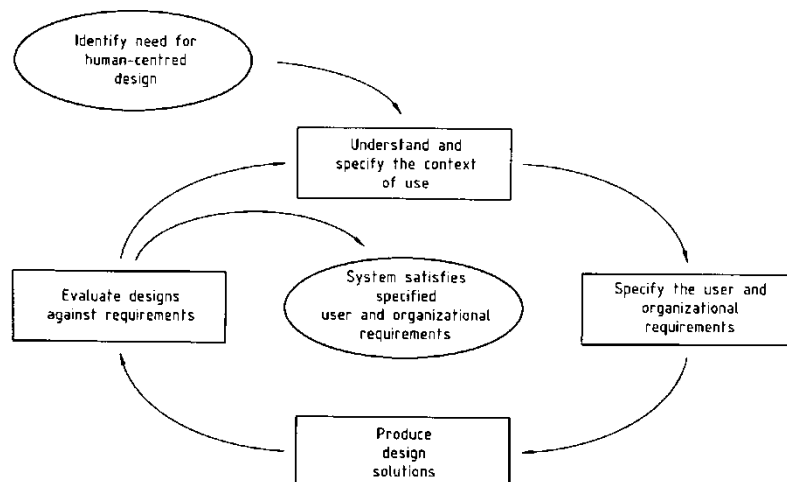 Identify need for
human-centred
design
Understand and
specify the context
of use
Evaluate designs
against requirements
System satisfies
specified
user and organizational
requirements
Specify the user and
organizational
requirements
Produce
design
solutions